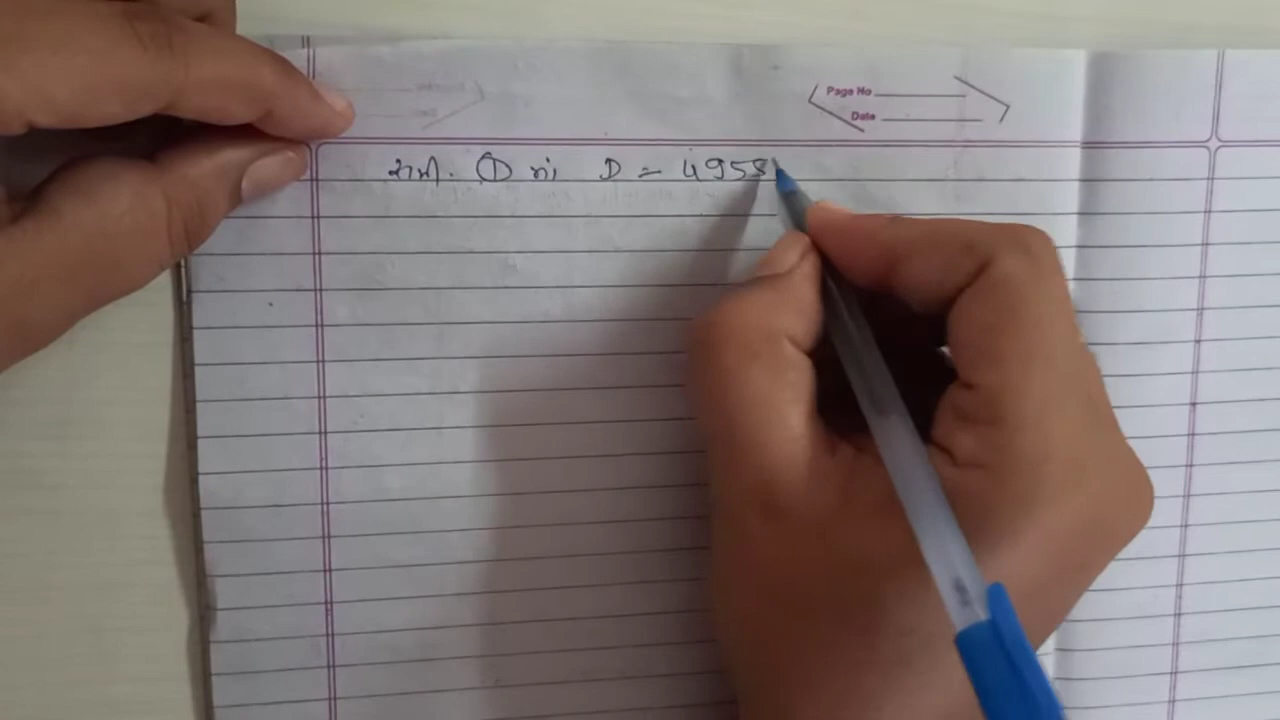 Page No
Date
સમી. ① માં D = 4958